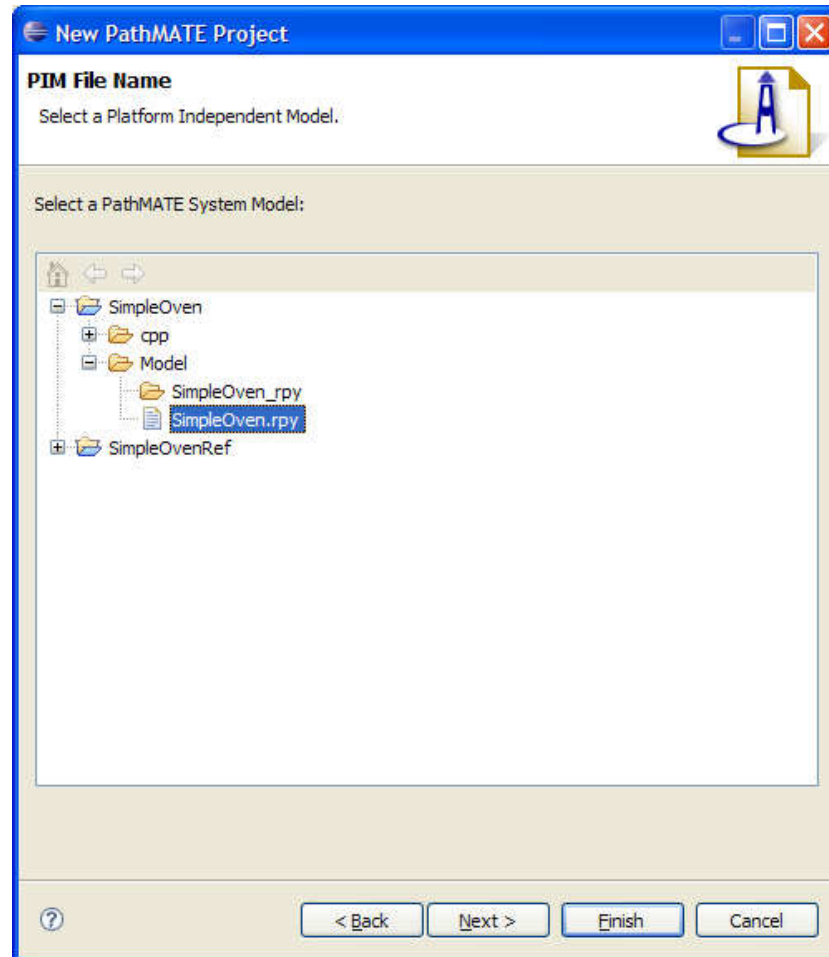 New PathMATE Project
PIM File Name
Select a Platform Independent Model.
Select a PathMATE System Model:
SimpleOven
cpp
Model
SimpleOven_rpy
SimpleOven.rpy
SimpleOvenRef
< Back Next > Finish Cancel